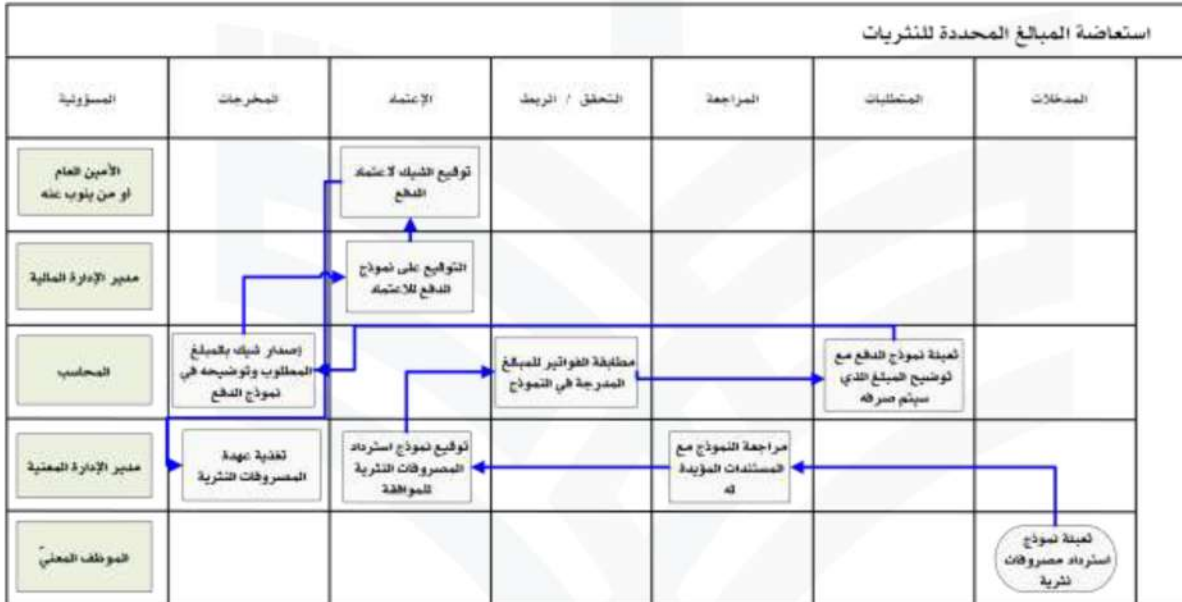 استعاضة المبالغ المحددة للنثريات
المدخلات
المتطلبات
المراجعة
التحقق / الربط
الإعتماد
المخرجات
المسؤولية
توقيع الشيك لاعتماد
الدفع
الأمين العام
او من ينوب عنه
التوقيع على نموذج
الدفع للاعتماد
مدير الإدارة المالية
تعبئة نموذج الدفع مع
توضيح المبلغ الذي
سيتم صرفه
مطابقة الفواتير للمبالغ
المدرجة في النموذج
إصدار شيك بالمبلغ
المطلوب وتوضيحه في
نموذج الدفع
المحاسب
مراجعة النموذج مع
المستندات المؤيدة
له
توقيع نموذج استرداد
المصروفات النثرية
للموافقة
تغذية عهدة
المصروفات النثرية
مدير الإدارة المعنية
تعبئة نموذج
استرداد مصروفات
نثرية
الموظف المعنيّ